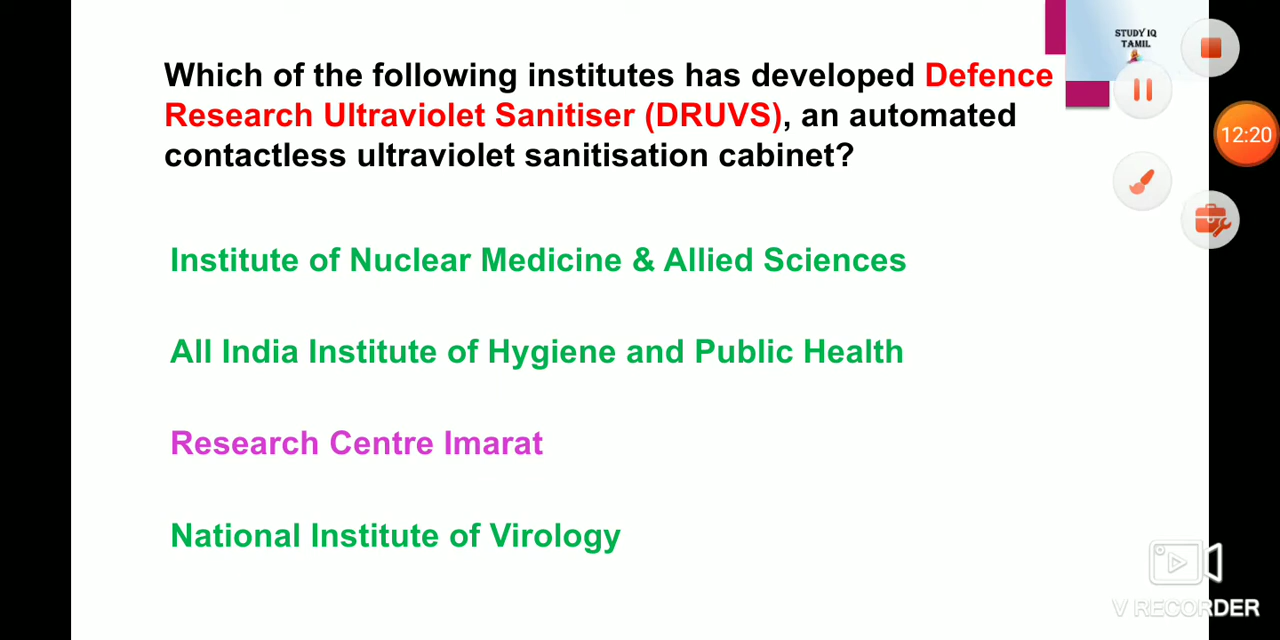 Which of the following institutes has developed Defence
Research Ultraviolet Sanitiser (DRUVS), an automated
contactless ultraviolet sanitisation cabinet?
Institute of Nuclear Medicine & Allied Sciences
All India Institute of Hygiene and Public Health
Research Centre Imarat
National Institute of Virology
STUDY IQ
TAMIL
12:20
V RECORDER